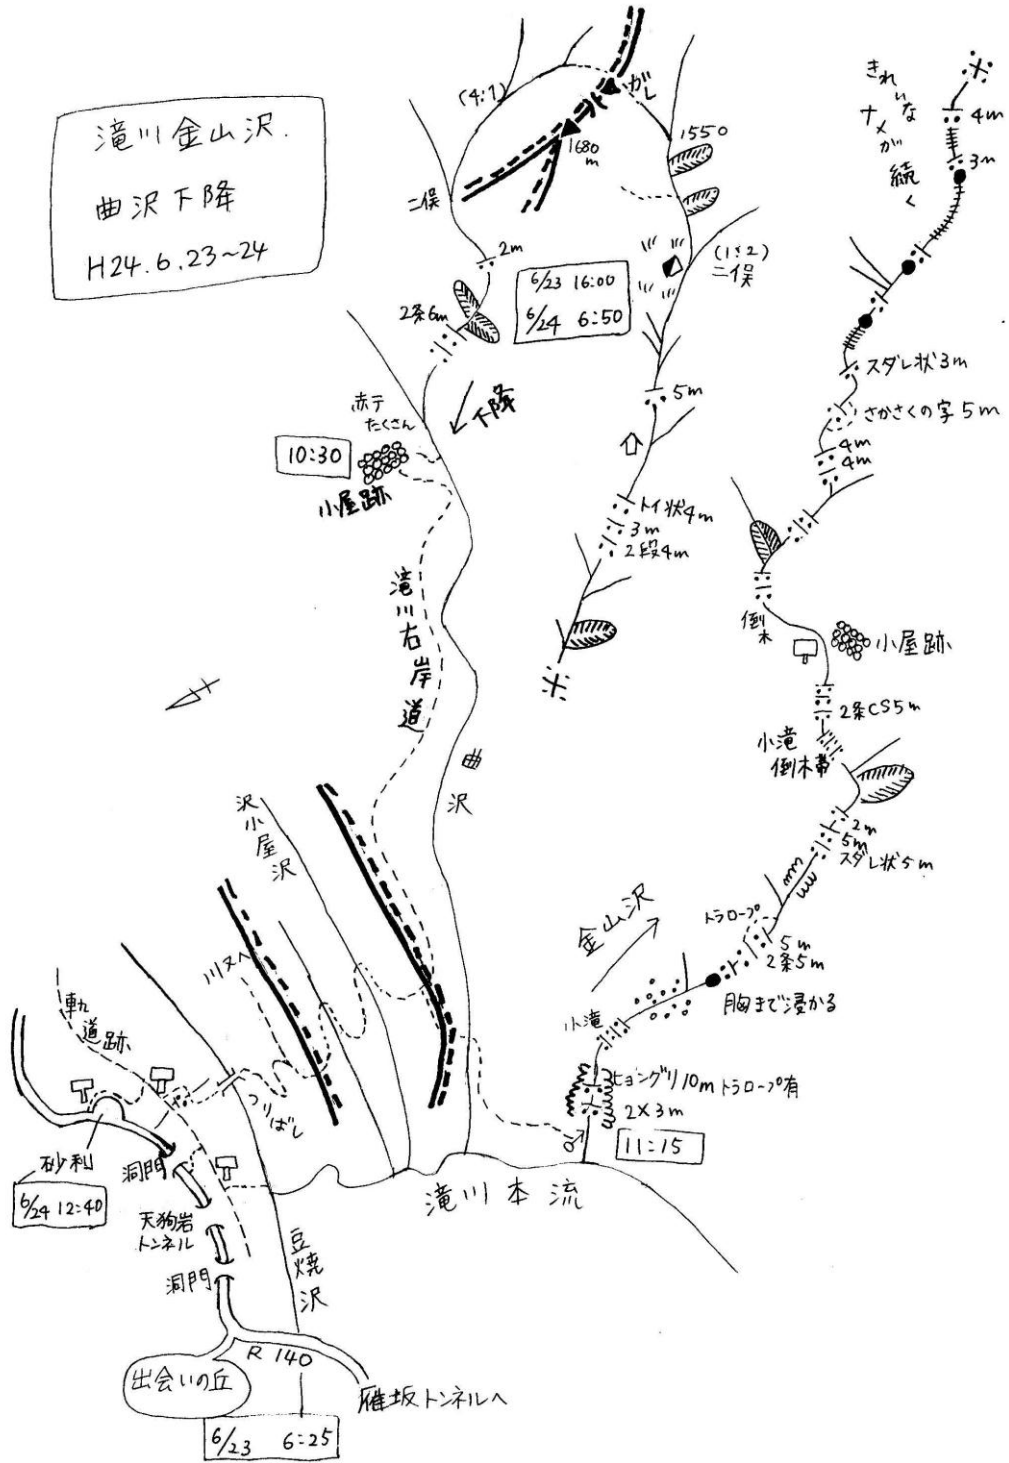 滝川金山沢.
曲沢下降
H24.6.23~24
(4:1)
ガレ
1680
m
1550
二俣
2m
(1:2)
二俣
6/23 16:00
6/24 6:50
2条6m
下降
5m
赤テ
たくさん
10:30
小屋跡
トイ状4m
3m
2段4m
滝川右岸道
曲沢
きれいな
ナメが
続く
4m
3m
スダレ状3m
さかさくの字5m
4m
4m
倒木
小屋跡
2条CS5m
小滝
倒木帯
2m
5m
スダレ状5m
トラロープ
5m
2条5m
胸まで浸かる
金山沢
小滝
ヒョングリ10mトラロープ有
2×3m
11:15
沢小屋沢
川又へ
軌道跡
つりばし
砂利
6/24 12:40
洞門
天狗岩
トンネル
洞門
豆焼沢
滝川本流
R 140
出会いの丘
雁坂トンネルへ
6/23 6:25